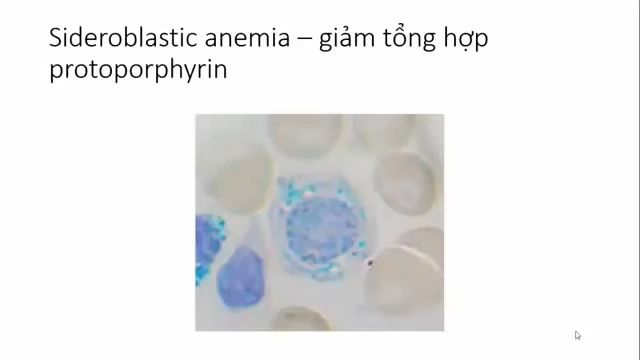 Sideroblastic anemia – giảm tổng hợp
protoporphyrin